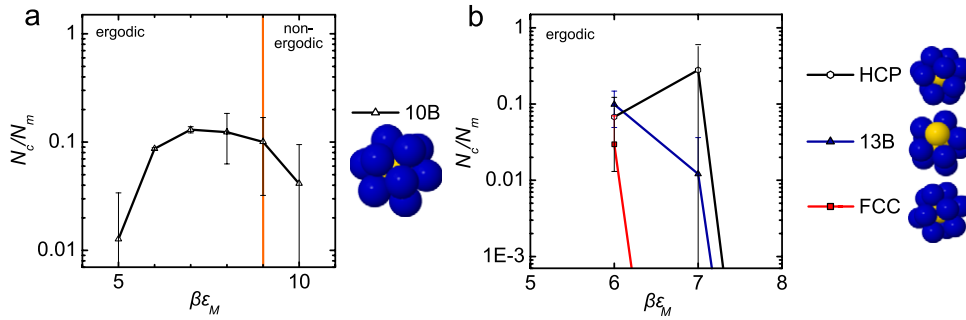 a
ergodic
non-
ergodic
1
0.1
0.01
N_c/N_m
5
10
βε_M
10B
b
ergodic
1
0.1
0.01
1E-3
N_c/N_m
5
6
7
8
βε_M
HCP
13B
FCC